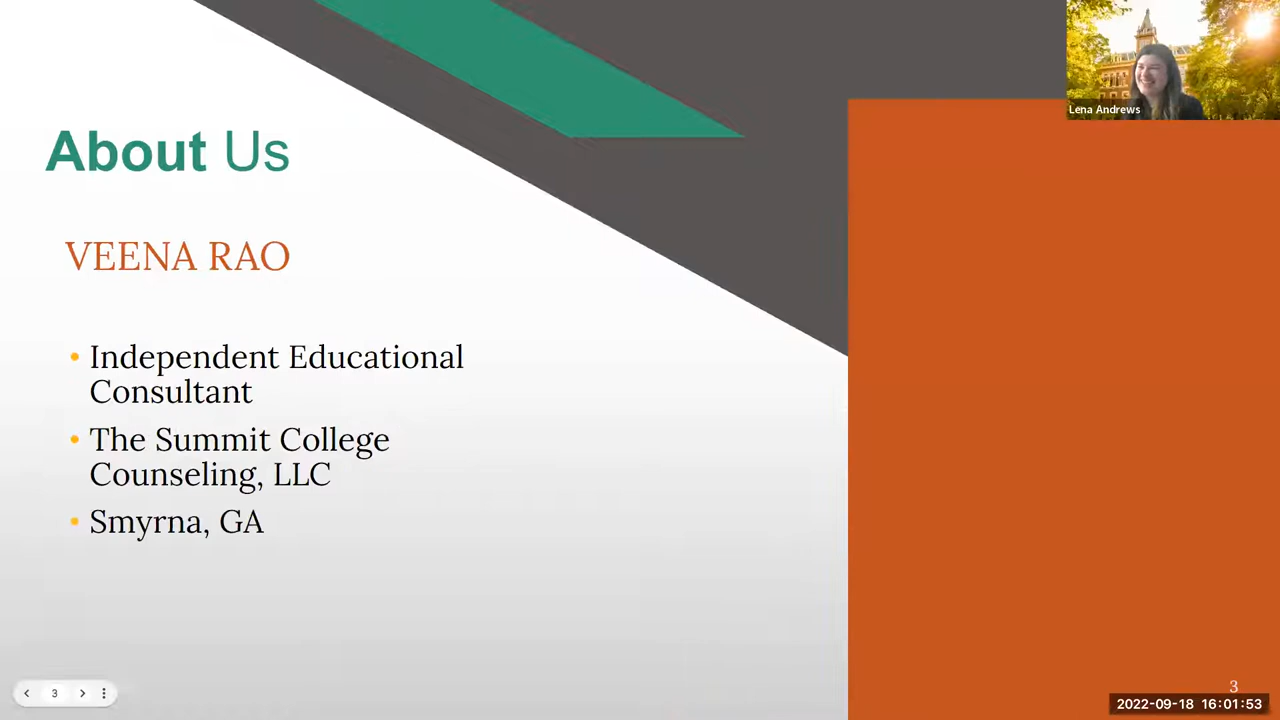 Lena Andrews
About Us
VEENA RAO
• Independent Educational
Consultant
• The Summit College
Counseling, LLC
• Smyrna, GA
3
3
2022-09-18 16:01:53